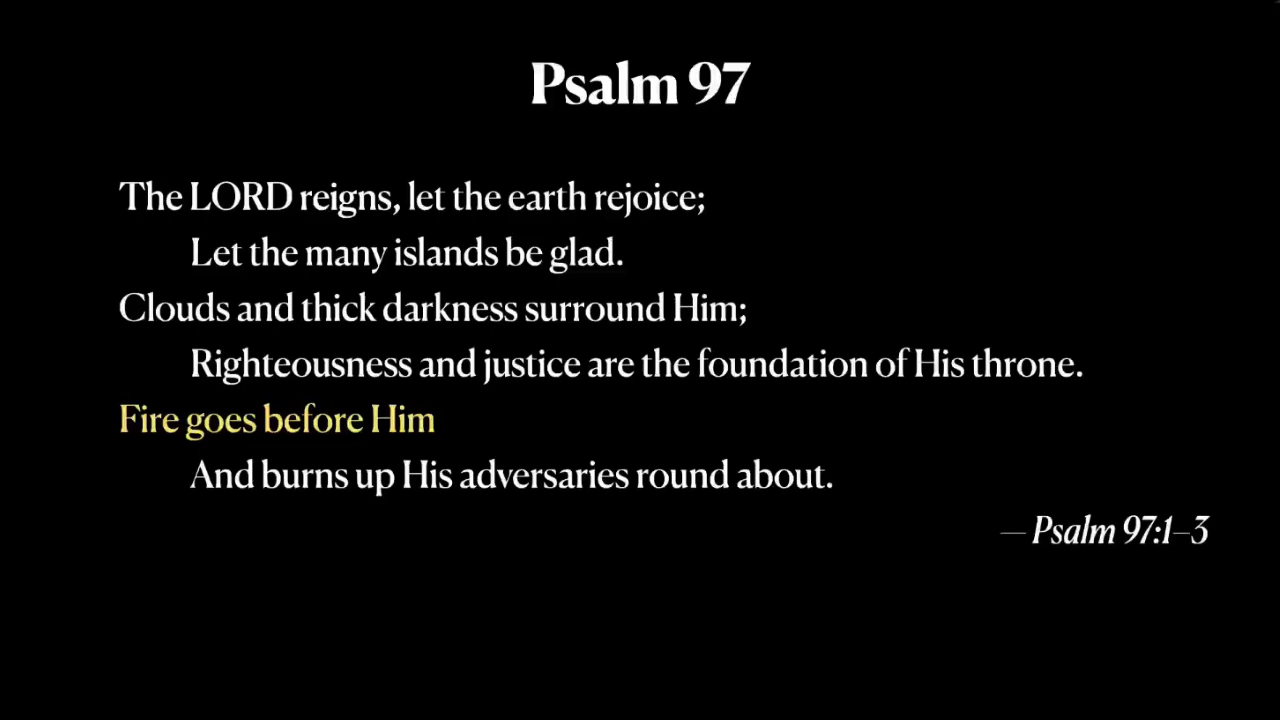 Psalm 97
The LORD reigns, let the earth rejoice;
Let the many islands be glad.
Clouds and thick darkness surround Him;
Righteousness and justice are the foundation of His throne.
Fire goes before Him
And burns up His adversaries round about.
— Psalm 97:1–3